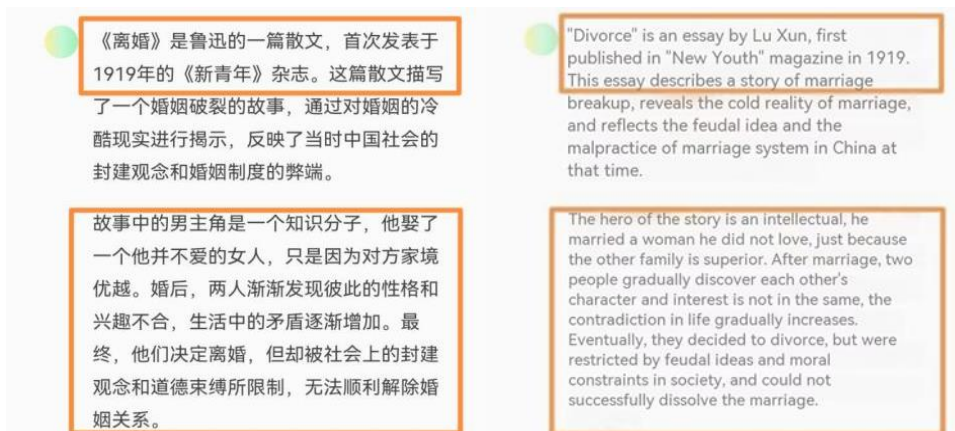 《离婚》是鲁迅的一篇散文，首次发表于
1919年的《新青年》杂志。这篇散文描写
了一个婚姻破裂的故事，通过对婚姻的冷
酷现实进行揭示，反映了当时中国社会的
封建观念和婚姻制度的弊端。
故事中的男主角是一个知识分子，他娶了
一个他并不爱的女人，只是因为对方家境
优越。婚后，两人渐渐发现彼此的性格和
兴趣不合，生活中的矛盾逐渐增加。最
终，他们决定离婚，但却被社会上的封建
观念和道德束缚所限制，无法顺利解除婚
姻关系。
"Divorce" is an essay by Lu Xun, first
published in "New Youth" magazine in 1919.
This essay describes a story of marriage
breakup, reveals the cold reality of marriage,
and reflects the feudal idea and the
malpractice of marriage system in China at
that time.
The hero of the story is an intellectual, he
married a woman he did not love, just because
the other family is superior. After marriage, two
people gradually discover each other's
character and interest is not in the same, the
contradiction in life gradually increases.
Eventually, they decided to divorce, but were
restricted by feudal ideas and moral
constraints in society, and could not
successfully dissolve the marriage.